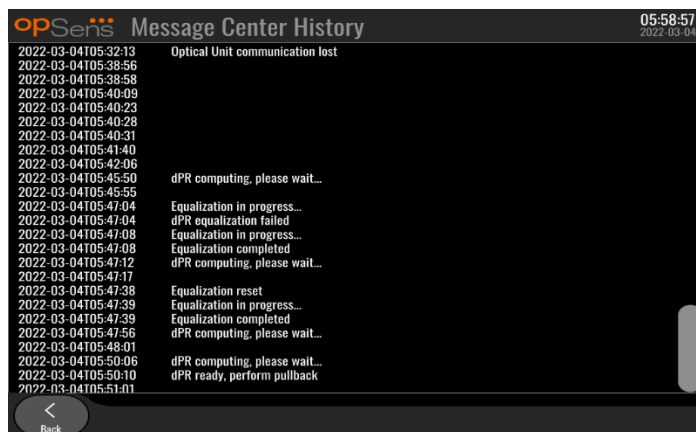 opSens Message Center History 05:58:57
2022-03-04
2022-03-04T05:32:13 Optical Unit communication lost
2022-03-04T05:38:56
2022-03-04T05:38:58
2022-03-04T05:40:09
2022-03-04T05:40:23
2022-03-04T05:40:28
2022-03-04T05:40:31
2022-03-04T05:41:40
2022-03-04T05:42:06
2022-03-04T05:45:50 dPR computing, please wait...
2022-03-04T05:45:55
2022-03-04T05:47:04 Equalization in progress...
2022-03-04T05:47:04 dPR equalization failed
2022-03-04T05:47:08 Equalization in progress...
2022-03-04T05:47:08 Equalization completed
2022-03-04T05:47:12 dPR computing, please wait...
2022-03-04T05:47:17
2022-03-04T05:47:38 Equalization reset
2022-03-04T05:47:39 Equalization in progress...
2022-03-04T05:47:39 Equalization completed
2022-03-04T05:47:56 dPR computing, please wait...
2022-03-04T05:48:01
2022-03-04T05:50:06 dPR computing, please wait...
2022-03-04T05:50:10 dPR ready, perform pullback
2022-03-04T05:51:01
Back